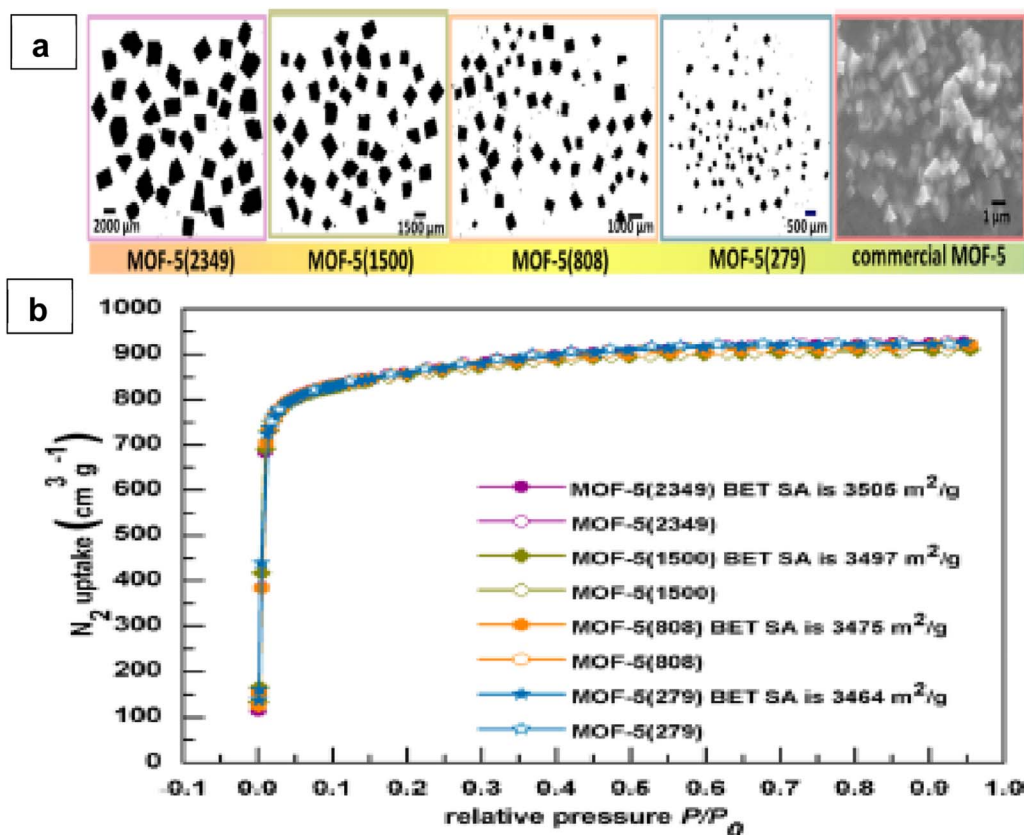 a
2000 µm
1500 µm
1000 µm
500 µm
1 µm
MOF-5(2349)
MOF-5(1500)
MOF-5(808)
MOF-5(279)
commercial MOF-5
b
1000
900
800
700
600
500
400
300
200
100
0
N2 uptake (cm3 g-1)
MOF-5(2349) BET SA is 3505 m2/g
MOF-5(2349)
MOF-5(1500) BET SA is 3497 m2/g
MOF-5(1500)
MOF-5(808) BET SA is 3475 m2/g
MOF-5(808)
MOF-5(279) BET SA is 3464 m2/g
MOF-5(279)
-0.1 0.0 0.1 0.2 0.3 0.4 0.5 0.6 0.7 0.8 0.9 1.0
relative pressure P/P0